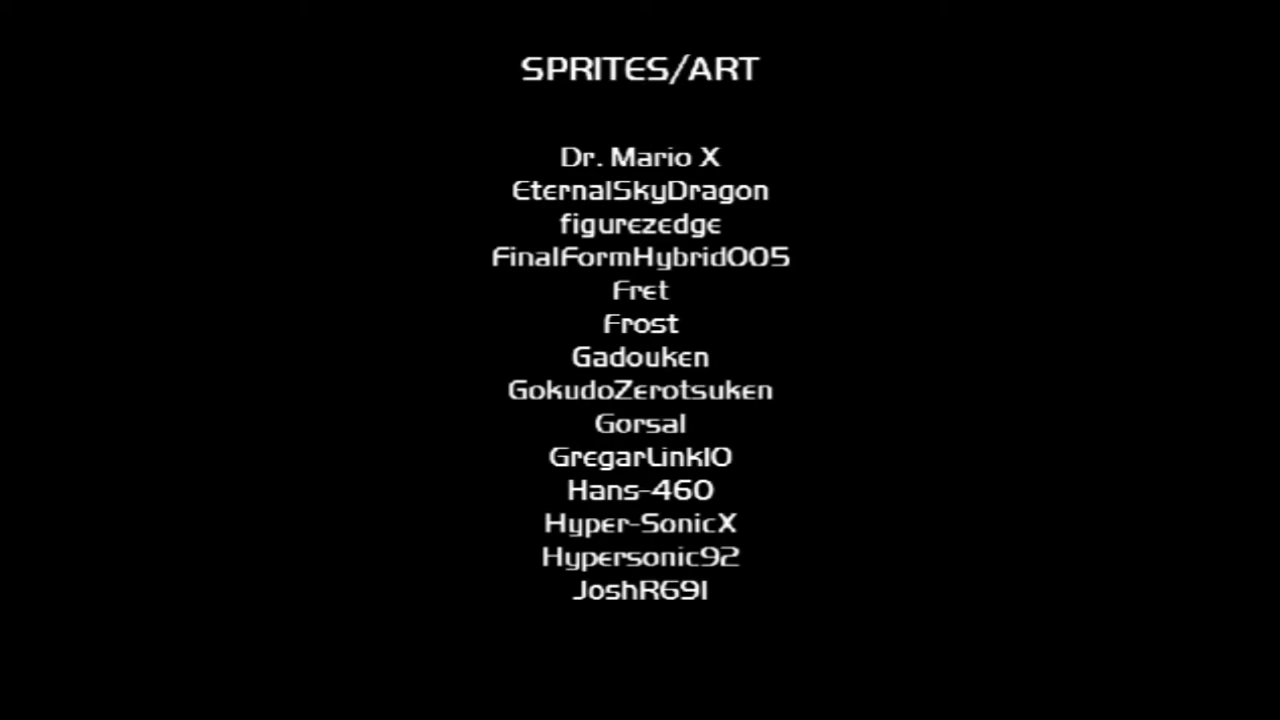 SPRITES/ART
Dr. Mario X
EternalSkyDragon
figurezedge
FinalFormHybrid005
Fret
Frost
Gadouken
GokudoZerotsuken
Gorsal
GregarLink10
Hans-460
Hyper-SonicX
Hypersonic92
JoshR691